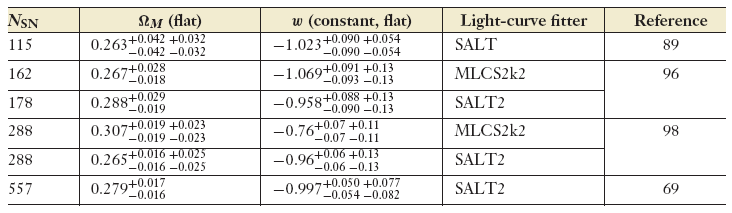 N_SN Ω_M (flat) w (constant, flat) Light-curve fitter Reference
115 0.263+0.042 +0.032 −0.042 −0.032 −1.023+0.090 +0.054 −0.090 −0.054 SALT 89
162 0.267+0.028 −0.018 −1.069+0.091 +0.13 −0.093 −0.13 MLCS2k2 96
178 0.288+0.029 −0.019 −0.958+0.088 +0.13 −0.090 −0.13 SALT2
288 0.307+0.019 +0.023 −0.019 −0.023 −0.76+0.07 +0.11 −0.07 −0.11 MLCS2k2 98
288 0.265+0.016 +0.025 −0.016 −0.025 −0.96+0.06 +0.13 −0.06 −0.13 SALT2
557 0.279+0.017 −0.016 −0.997+0.050 +0.077 −0.054 −0.082 SALT2 69